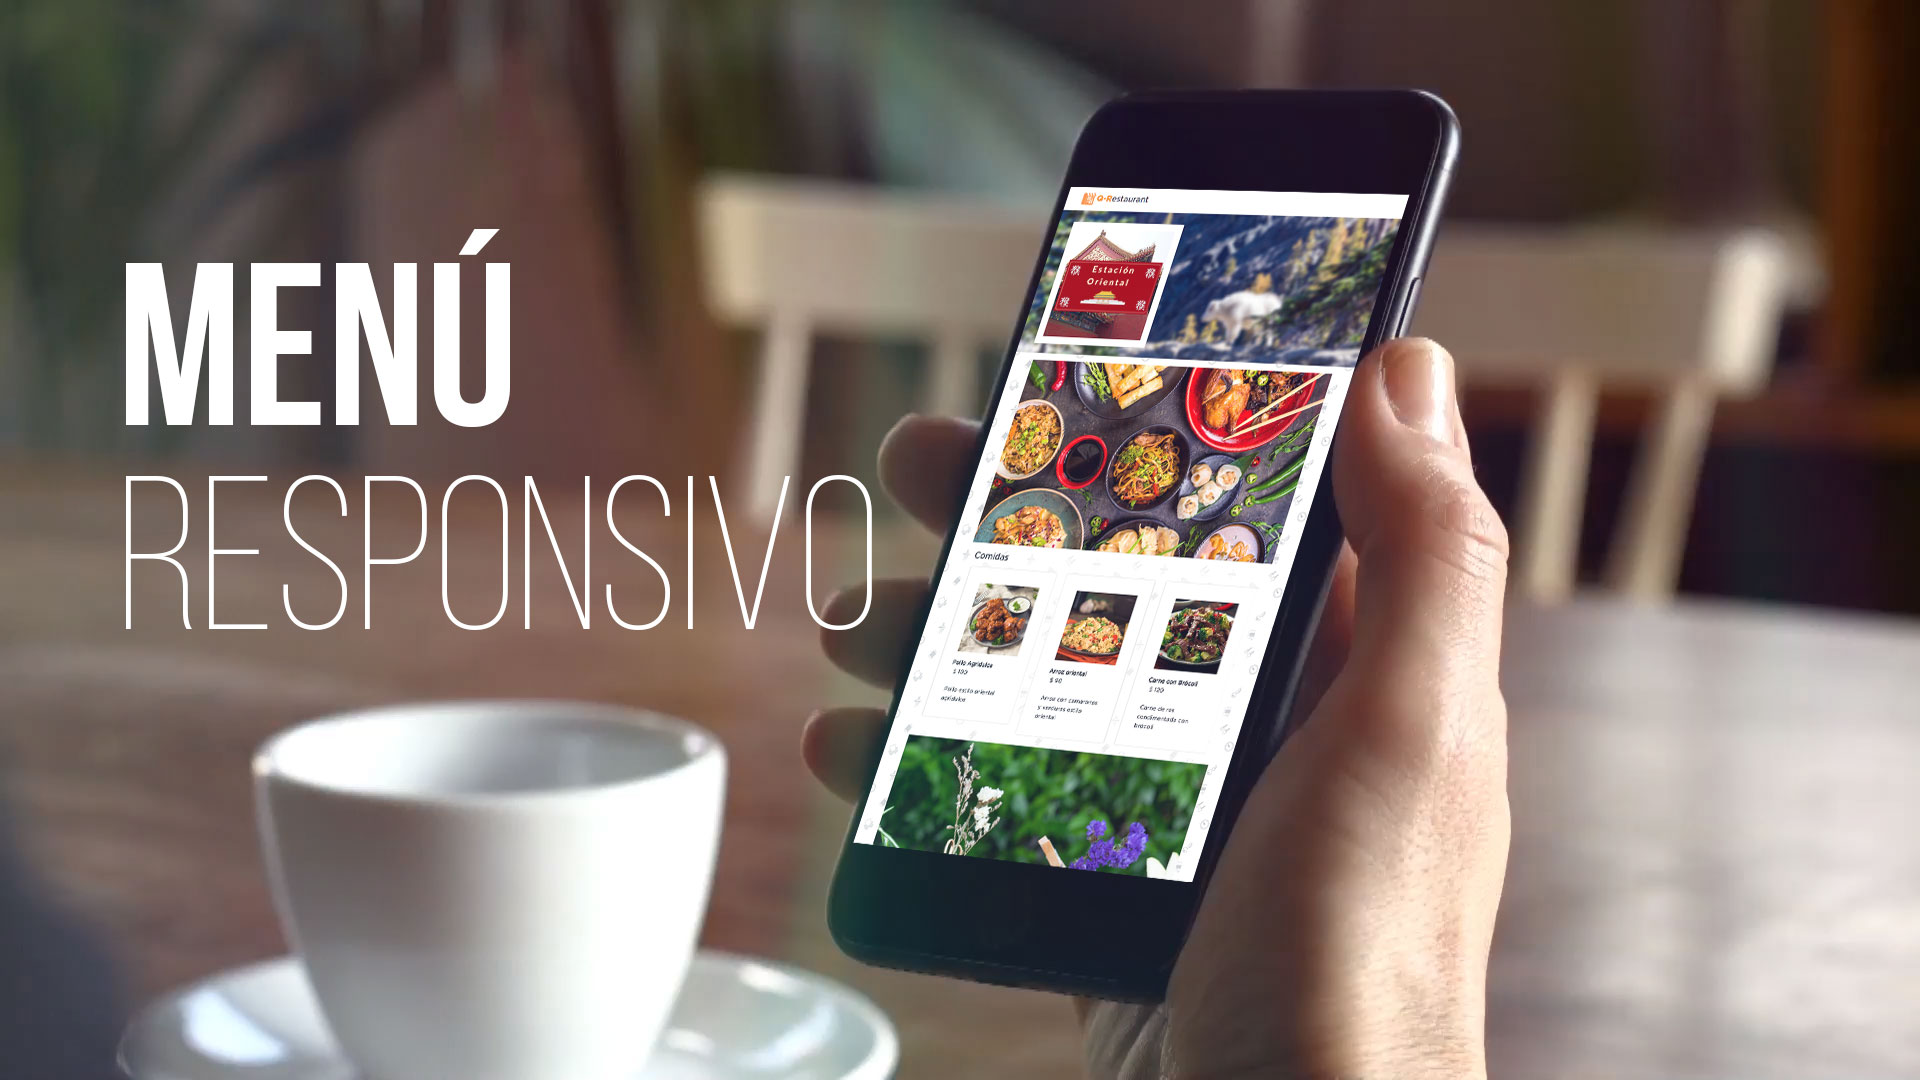 MENÚ
RESPONSIVO
Q-Restaurant
Estación
Oriental
Comidas
Pollo Agridulce
$ 100
Pollo estilo oriental
agridulce
Arroz oriental
$ 90
Arroz con camarones
y verduras estilo
oriental
Carne con Brócoli
$ 120
Carne de res
condimentada con
brócoli